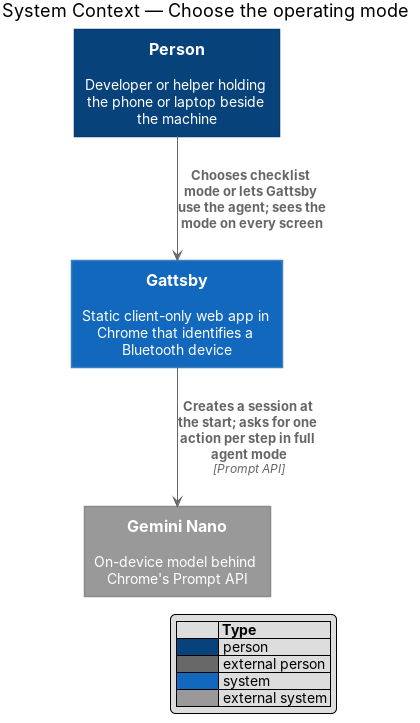 System Context — Choose the operating mode
Person
Developer or helper holding
the phone or laptop beside
the machine
Chooses checklist
mode or lets Gattsby
use the agent; sees the
mode on every screen
Gattsby
Static client-only web app in
Chrome that identifies a
Bluetooth device
Creates a session at
the start; asks for one
action per step in full
agent mode
[Prompt API]
Gemini Nano
On-device model behind
Chrome's Prompt API
Type
person
external person
system
external system